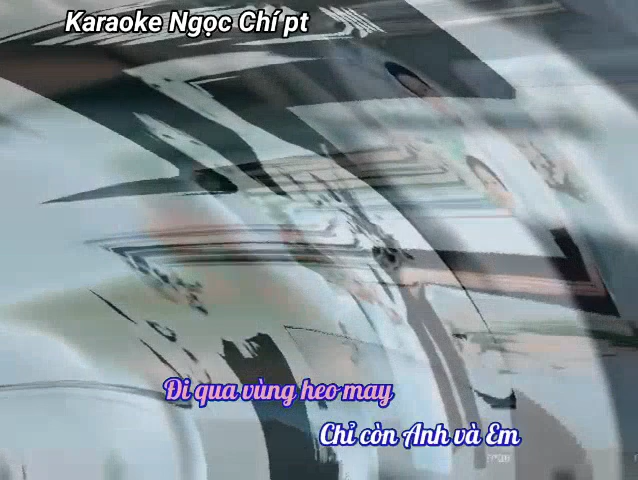 Karaoke Ngọc Chí pt
Đi qua vùng heo may
Chỉ còn Anh và Em